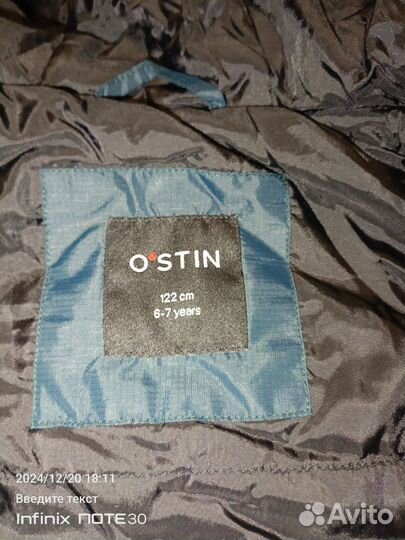 O'STIN
122 cm
6-7 years
2024/12/20 18:11
Введите текст
Infinix NOTE30
Avito